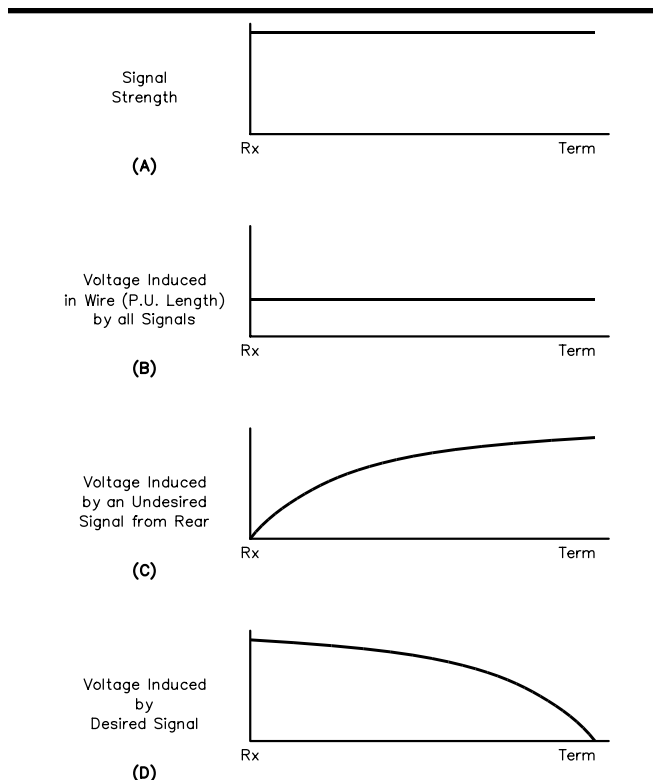 Signal
Strength
Rx
Term
(A)
Voltage Induced
in Wire (P.U. Length)
by all Signals
Rx
Term
(B)
Voltage Induced
by an Undesired
Signal from Rear
Rx
Term
(C)
Voltage Induced
by
Desired Signal
Rx
Term
(D)